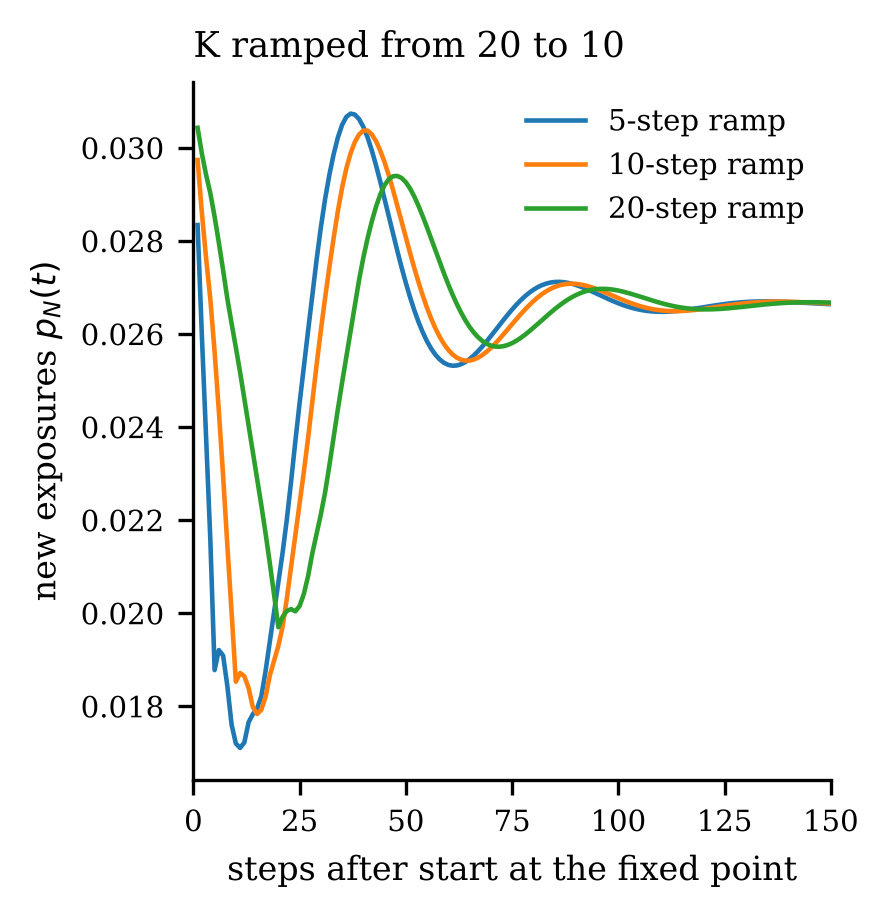 K ramped from 20 to 10
5-step ramp
10-step ramp
20-step ramp
0.030
0.028
0.026
0.024
0.022
0.020
0.018
new exposures p_N(t)
0 25 50 75 100 125 150
steps after start at the fixed point